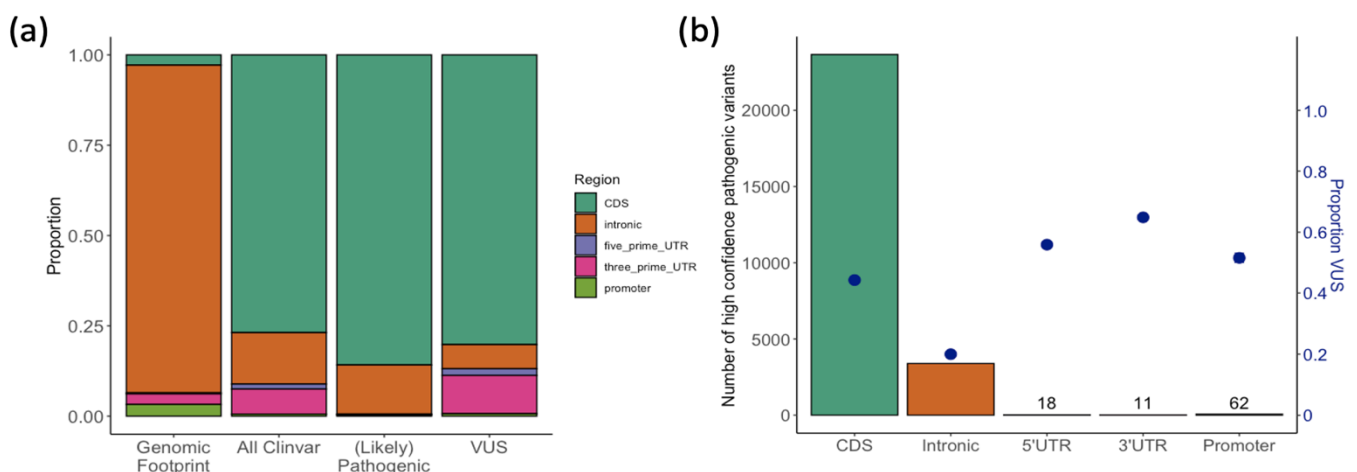 (a)
1.00
0.75
0.50
0.25
0.00
Proportion
Genomic
Footprint
All Clinvar
(Likely)
Pathogenic
VUS
Region
CDS
intronic
five_prime_UTR
three_prime_UTR
promoter
(b)
Number of high confidence pathogenic variants
20000
15000
10000
5000
0
18
11
62
CDS
Intronic
5'UTR
3'UTR
Promoter
1.0
0.8
0.6
0.4
0.2
0
Proportion VUS